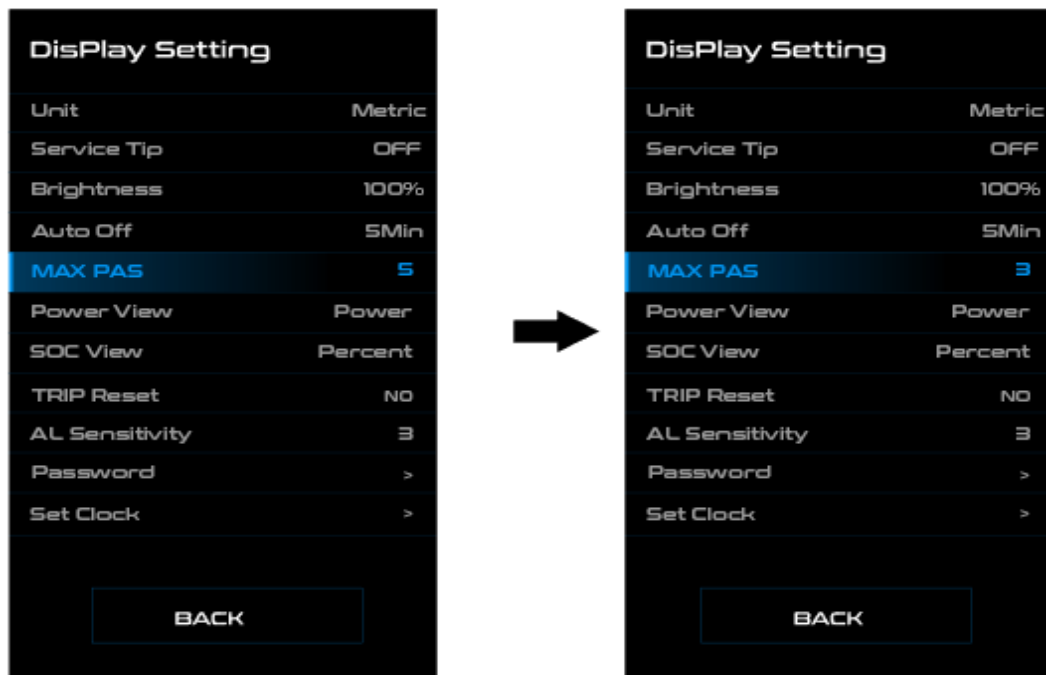 DisPlay Setting
Unit Metric
Service Tip OFF
Brightness 100%
Auto Off 5Min
MAX PAS 5
Power View Power
SOC View Percent
TRIP Reset NO
AL Sensitivity 3
Password >
Set Clock >
BACK
DisPlay Setting
Unit Metric
Service Tip OFF
Brightness 100%
Auto Off 5Min
MAX PAS 3
Power View Power
SOC View Percent
TRIP Reset NO
AL Sensitivity 3
Password >
Set Clock >
BACK